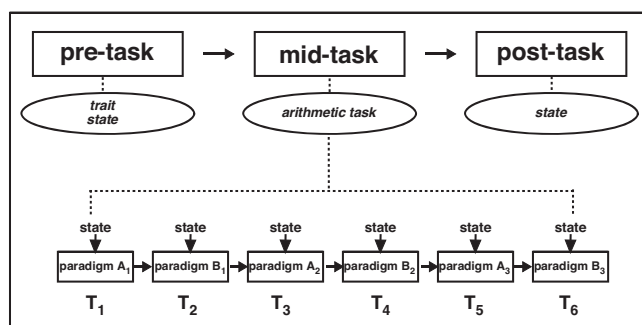 pre-task mid-task post-task
trait
state
arithmetic task
state
state state state state state state
paradigm A₁ paradigm B₁ paradigm A₂ paradigm B₂ paradigm A₃ paradigm B₃
T₁ T₂ T₃ T₄ T₅ T₆